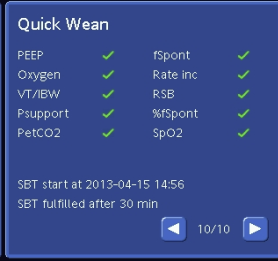 Quick Wean
PEEP ✓ fSpont ✓
Oxygen ✓ Rate inc ✓
VT/IBW ✓ RSB ✓
Psupport ✓ %fSpont ✓
PetCO2 ✓ SpO2 ✓
SBT start at 2013-04-15 14:56
SBT fulfilled after 30 min
10/10